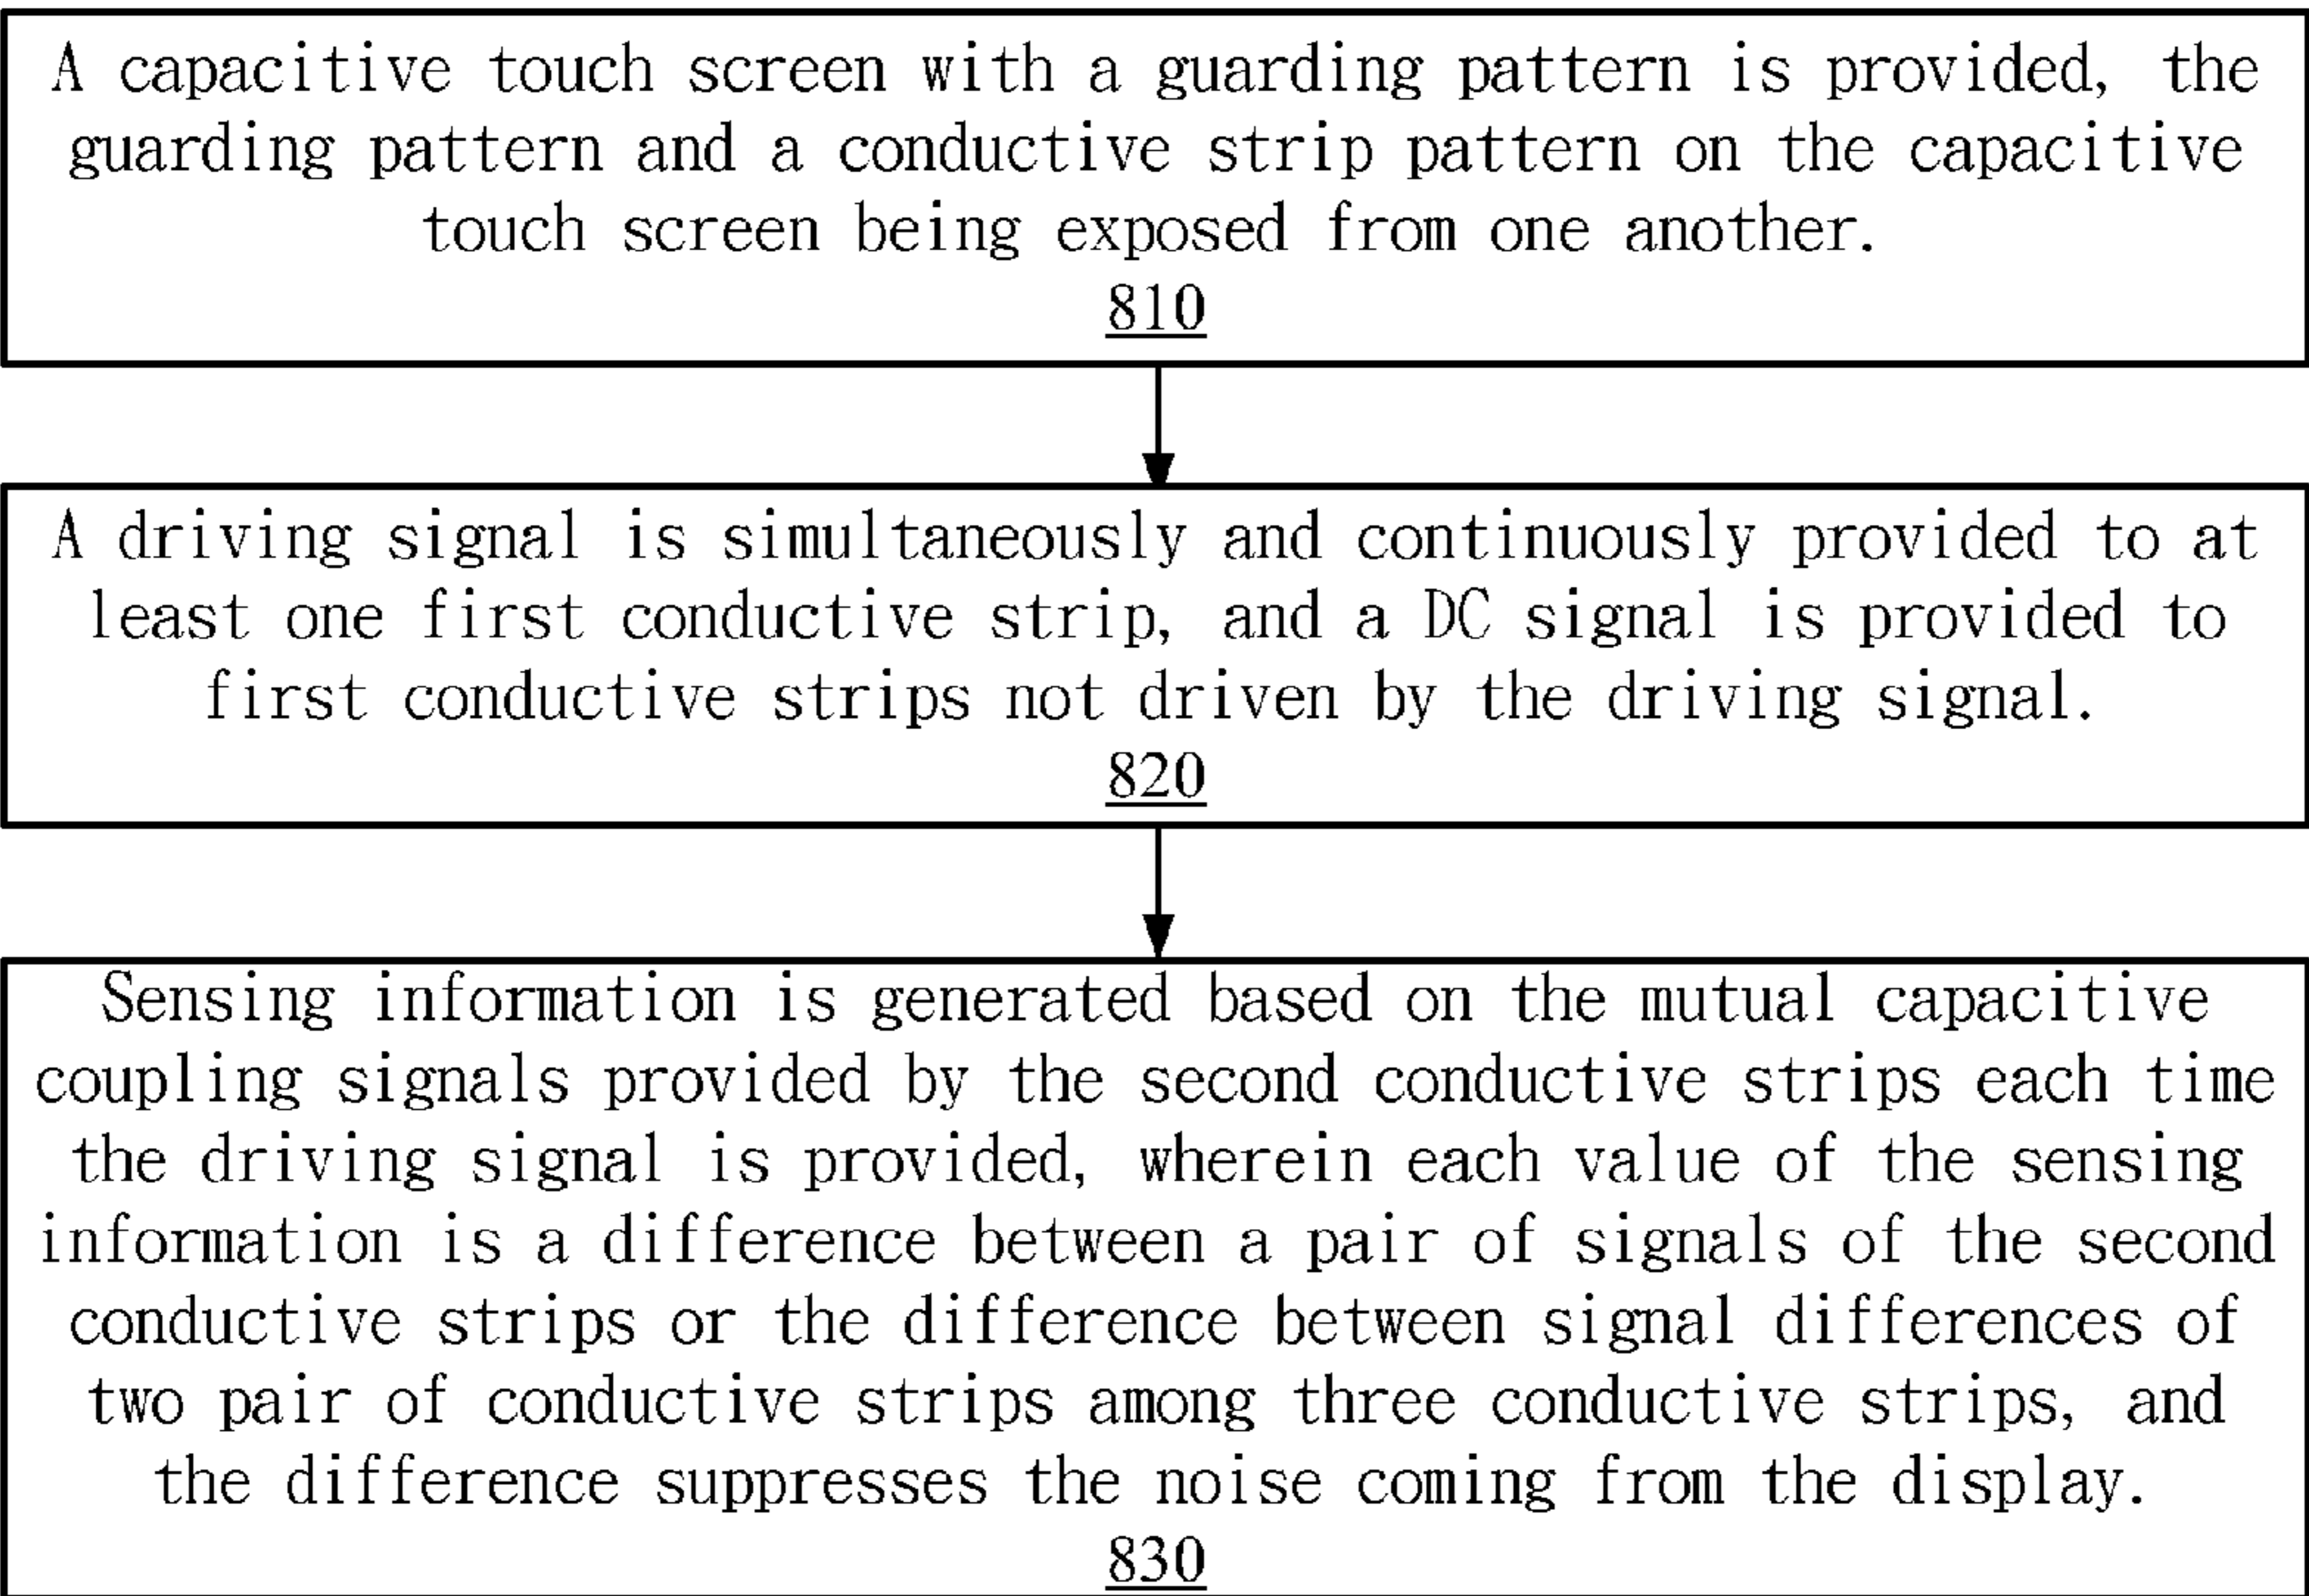 A capacitive touch screen with a guarding pattern is provided, the
guarding pattern and a conductive strip pattern on the capacitive
touch screen being exposed from one another.
810
A driving signal is simultaneously and continuously provided to at
least one first conductive strip, and a DC signal is provided to
first conductive strips not driven by the driving signal.
820
Sensing information is generated based on the mutual capacitive
coupling signals provided by the second conductive strips each time
the driving signal is provided, wherein each value of the sensing
information is a difference between a pair of signals of the second
conductive strips or the difference between signal differences of
two pair of conductive strips among three conductive strips, and
the difference suppresses the noise coming from the display.
830